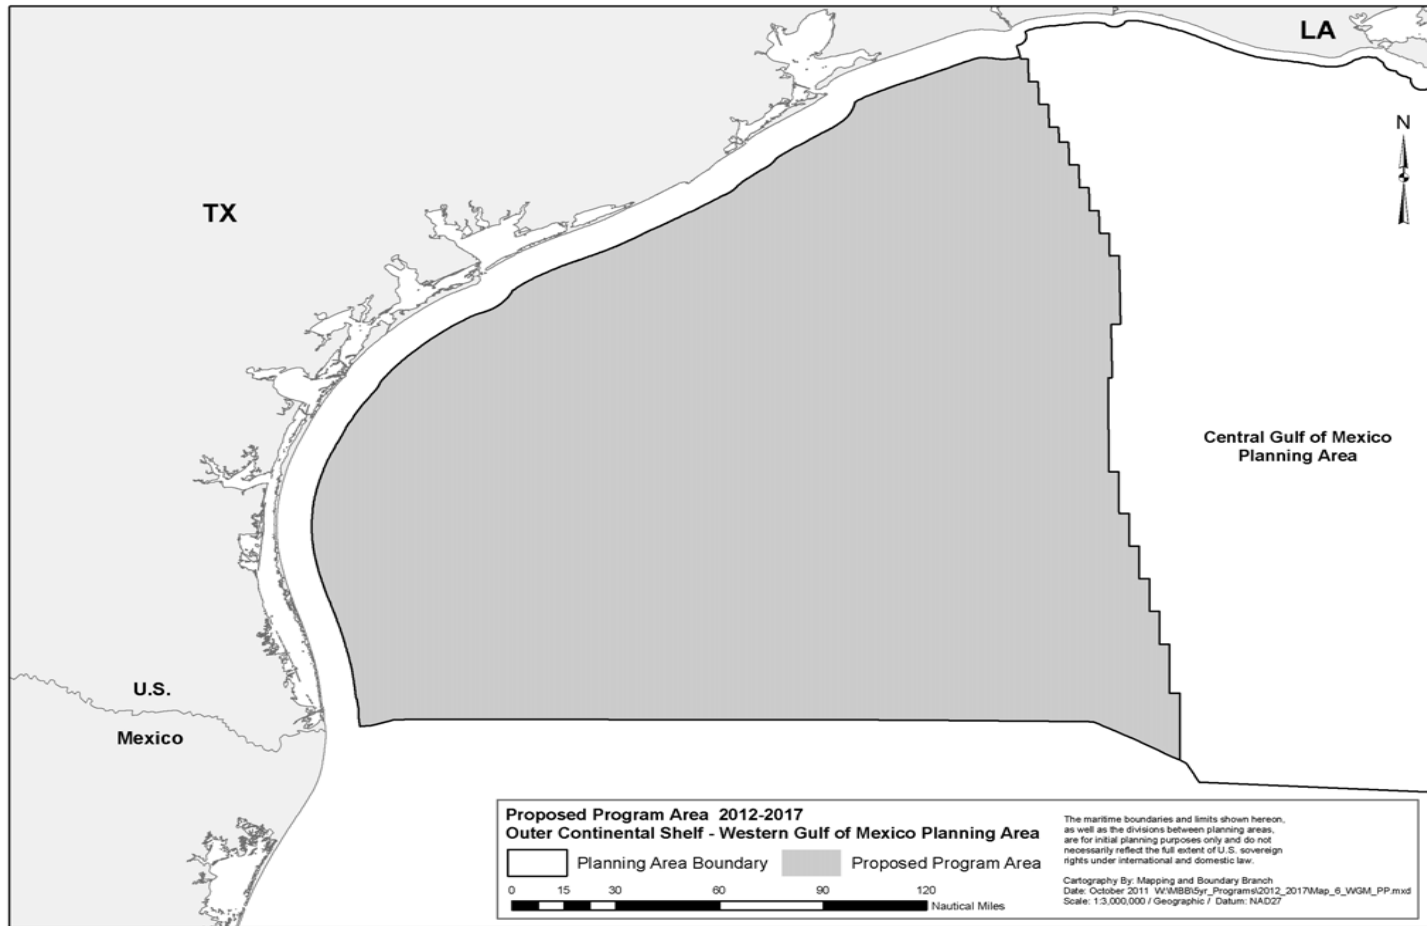 LA
N
TX
Central Gulf of Mexico
Planning Area
U.S.
Mexico
Proposed Program Area 2012-2017
Outer Continental Shelf - Western Gulf of Mexico Planning Area
Planning Area Boundary
Proposed Program Area
0 15 30 60 90 120
Nautical Miles
The maritime boundaries and limits shown hereon,
as well as the divisions between planning areas,
are for initial planning purposes only and do not
necessarily reflect the full extent of U.S. sovereign
rights under international and domestic law.
Cartography By: Mapping and Boundary Branch
Date: October 2011 W:\MBB\5yr_Programs\2012_2017\Map_6_WGM_PP.mxd
Scale: 1:3,000,000 / Geographic / Datum: NAD27